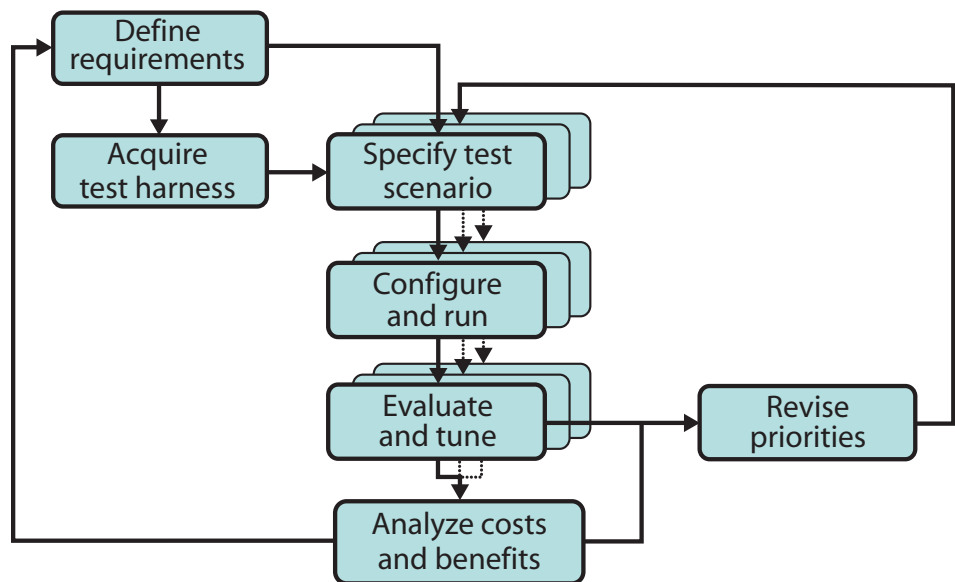 Define
requirements
Acquire
test harness
Specify test
scenario
Configure
and run
Evaluate
and tune
Revise
priorities
Analyze costs
and benefits